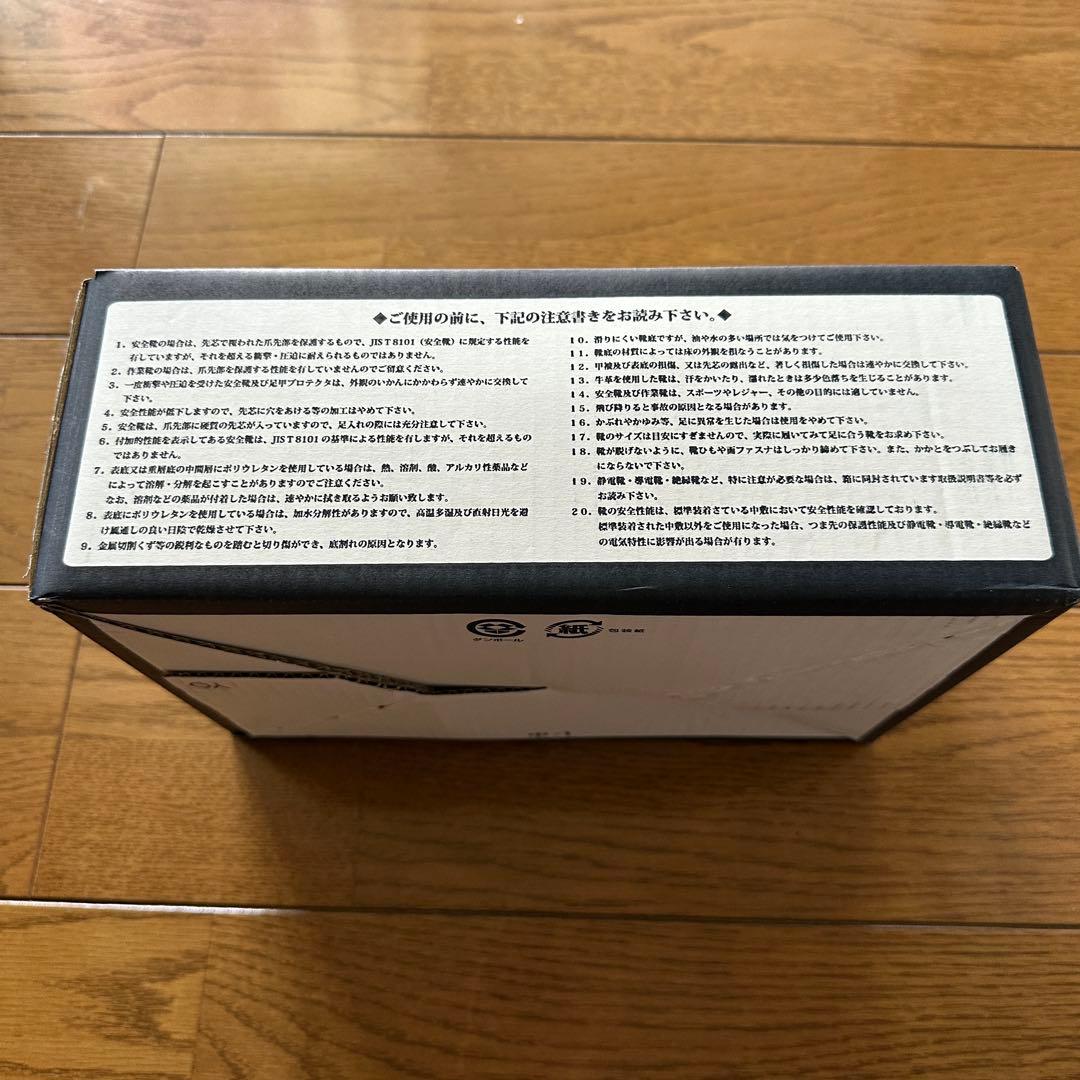 ◆ご使用の前に、下記の注意書きをお読み下さい。◆
1. 安全靴の場合は、先芯で覆われた爪先部を保護するもので、JIS T 8101（安全靴）に規定する性能を
有していますが、それを超える衝撃・圧迫に耐えられるものではありません。
2. 作業靴の場合は、爪先部を保護する性能を有していませんのでご留意ください。
3. 一度衝撃や圧迫を受けた安全靴及び足甲プロテクタは、外観のいかんにかかわらず速やかに交換して
下さい。
4. 安全性能が低下しますので、先芯に穴をあける等の加工はやめて下さい。
5. 安全靴は、爪先部に硬質の先芯が入っていますので、足入れの際には充分注意して下さい。
6. 付加的性能を表示してある安全靴は、JIS T 8101の基準による性能を有しますが、それを超えるもの
ではありません。
7. 表底又は重層底の中間層にポリウレタンを使用している場合は、熱、溶剤、酸、アルカリ性薬品など
によって溶解・分解を起こすことがありますのでご注意ください。
なお、溶剤などの薬品が付着した場合は、速やかに拭き取るようお願い致します。
8. 表底にポリウレタンを使用している場合は、加水分解性がありますので、高温多湿及び直射日光を避
け風通しの良い日陰で乾燥させて下さい。
9. 金属切削くず等の鋭利なものを踏むと切り傷ができ、底割れの原因となります。
10. 滑りにくい靴底ですが、油や水の多い場所では気をつけてご使用下さい。
11. 靴底の材質によっては床の外観を損なうことがあります。
12. 甲被及び表底の損傷、又は先芯の露出など、著しく損傷した場合は速やかに交換して下さい。
13. 牛革を使用した靴は、汗をかいたり、濡れたときは多少色落ちを生じることがあります。
14. 安全靴及び作業靴は、スポーツやレジャー、その他の目的には適していません。
15. 飛び降りると事故の原因となる場合があります。
16. かぶれやかゆみ等、足に異常を生じた場合は使用をやめて下さい。
17. 靴のサイズは目安にすぎませんので、実際に履いてみて足に合う靴をお求め下さい。
18. 靴が脱げないように、靴ひもや面ファスナはしっかり締めて下さい。また、かかとをつぶしてお履き
にならないで下さい。
19. 静電靴・導電靴・絶縁靴など、特に注意が必要な場合は、箱に同封されています取扱説明書等を必ず
お読み下さい。
20. 靴の安全性能は、標準装着さている中敷において安全性能を確認しております。
標準装着された中敷以外をご使用になった場合、つま先の保護性能及び静電靴・導電靴・絶縁靴など
の電気特性に影響が出る場合が有ります。
ダンボール
紙 包装紙